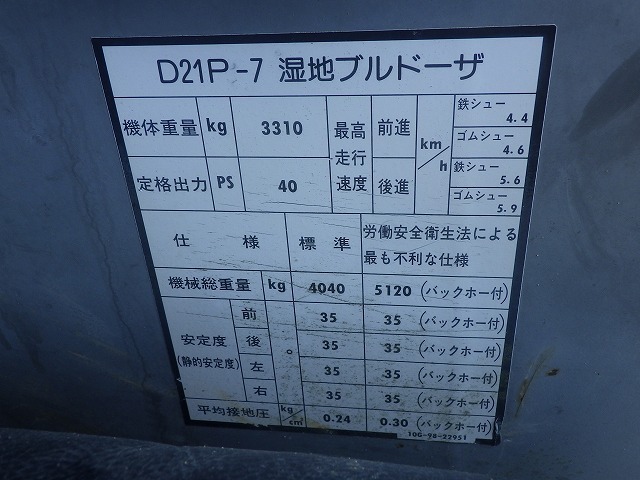 D21P-7 湿地ブルドーザ
機体重量 kg 3310 最高走行速度 前進 km/h 鉄シュー 4.4
ゴムシュー 4.6
定格出力 PS 40 後進 鉄シュー 5.6
ゴムシュー 5.9
仕様 標準 労働安全衛生法による
最も不利な仕様
機械総重量 kg 4040 5120 (バックホー付)
安定度 (静的安定度) 前 ° 35 35 (バックホー付)
後 35 35 (バックホー付)
左 35 35 (バックホー付)
右 35 35 (バックホー付)
平均接地圧 kg/cm 0.24 0.30 (バックホー付)
10G-98-22951